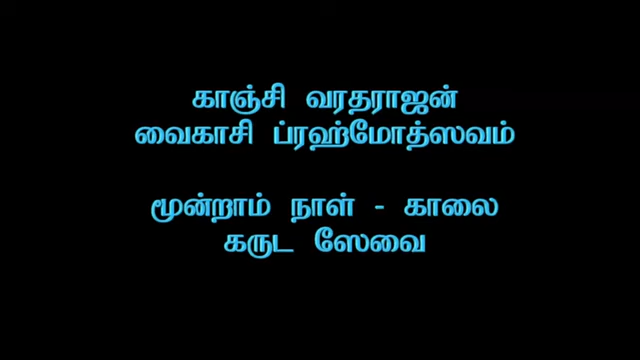 காஞ்சி வரதராஜன்
வைகாசி ப்ரஹ்மோத்ஸவம்
மூன்றாம் நாள் - காலை
கருட ஸேவை